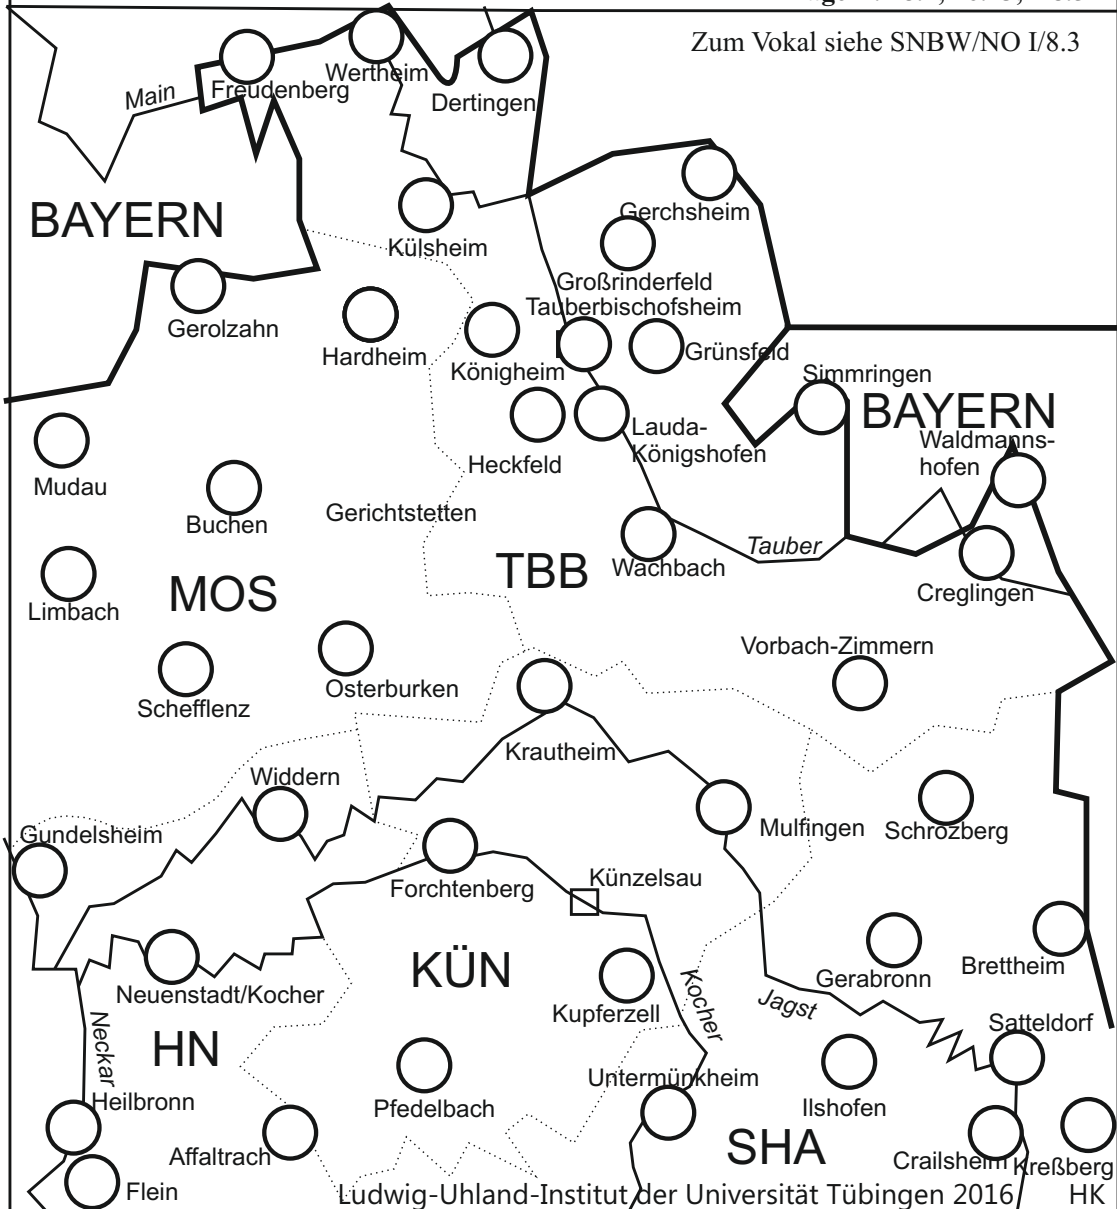 Zum Vokal siehe SNBW/NO I/8.3
Wertheim
Freudenberg
Dertingen
Main
BAYERN
Gerchsheim
Külsheim
Großrinderfeld
Tauberbischofsheim
Gerolzahn
Hardheim
Königheim
Grünsfeld
Simmringen
BAYERN
Lauda-
Königshofen
Waldmanns-
hofen
Heckfeld
Mudau
Buchen
Gerichtstetten
Tauber
TBB
Wachbach
MOS
Limbach
Creglingen
Vorbach-Zimmern
Osterburken
Schefflenz
Krautheim
Widdern
Gundelsheim
Mulfingen
Schrozberg
Forchtenberg
Künzelsau
KÜN
Neuenstadt/Kocher
Kupferzell
Kocher
Jagst
Gerabronn
Brettheim
Satteldorf
HN
Neckar
Heilbronn
Pfedelbach
Untermünkheim
Ilshofen
Affaltrach
SHA
Crailsheim
Kreßberg
Flein
Ludwig-Uhland-Institut der Universität Tübingen 2016
HK